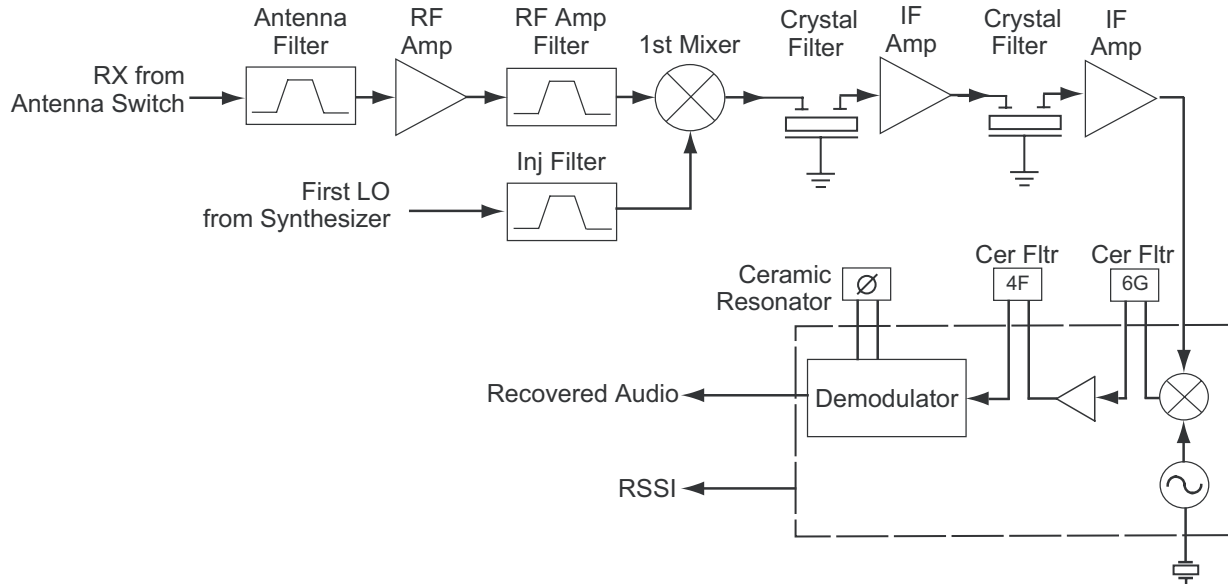 Antenna
Filter
RF
Amp
RF Amp
Filter
1st Mixer
Crystal
Filter
IF
Amp
Crystal
Filter
IF
Amp
RX from
Antenna Switch
Inj Filter
First LO
from Synthesizer
Ceramic
Resonator
Ø
Cer Fltr
4F
Cer Fltr
6G
Recovered Audio
Demodulator
RSSI